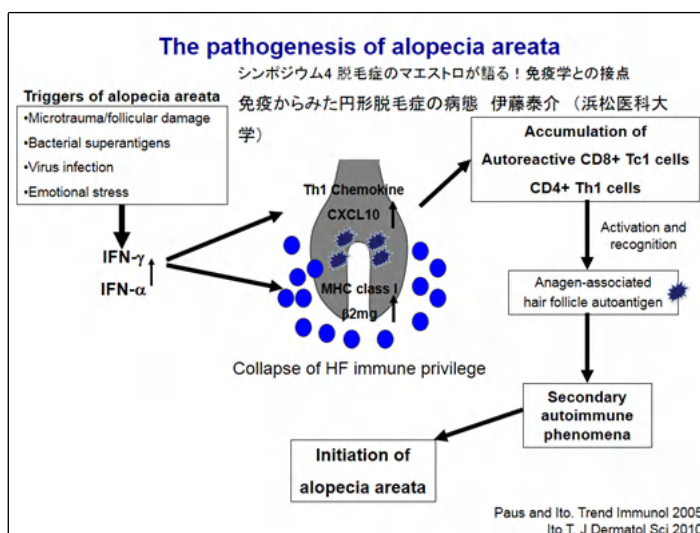 The pathogenesis of alopecia areata
シンポジウム4 脱毛症のマエストロが語る！免疫学との接点
免疫からみた円形脱毛症の病態 伊藤泰介 （浜松医科大
学）
Triggers of alopecia areata
•Microtrauma/follicular damage
•Bacterial superantigens
•Virus infection
•Emotional stress
IFN-γ
IFN-α
Th1 Chemokine
CXCL10
MHC class I
β2mg
Collapse of HF immune privilege
Accumulation of
Autoreactive CD8+ Tc1 cells
CD4+ Th1 cells
Activation and
recognition
Anagen-associated
hair follicle autoantigen
Secondary
autoimmune
phenomena
Initiation of
alopecia areata
Paus and Ito. Trend Immunol 2005
Ito T. J Dermatol Sci 2010